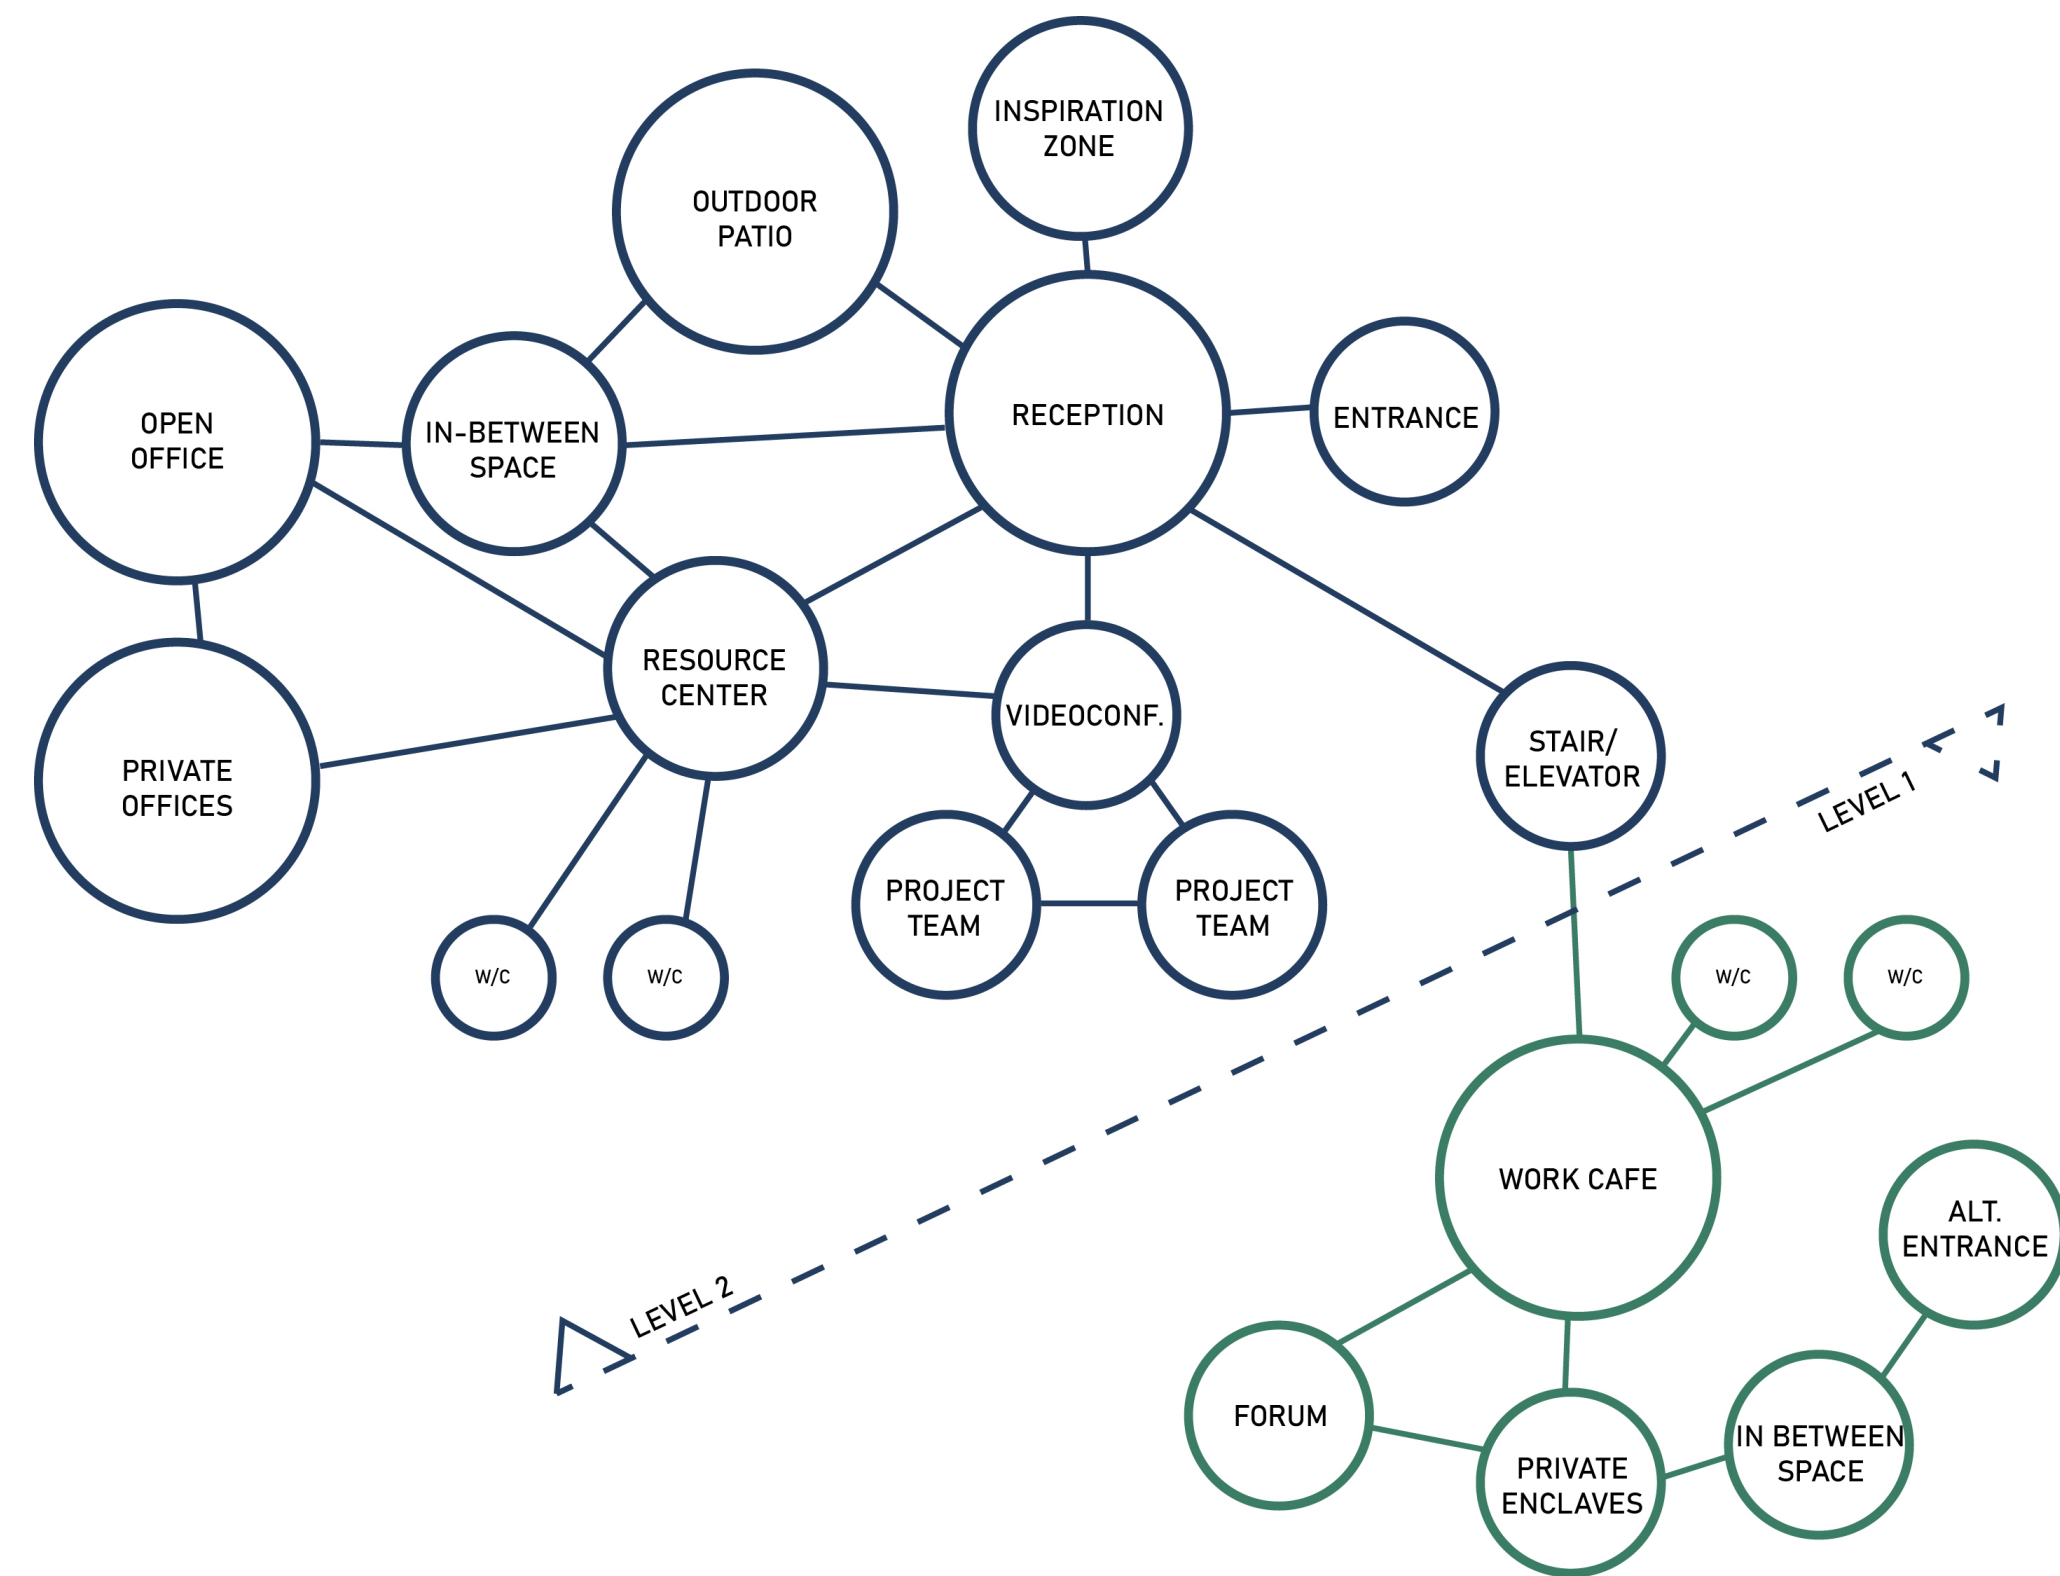 INSPIRATION
ZONE
OUTDOOR
PATIO
RECEPTION
ENTRANCE
OPEN
OFFICE
IN-BETWEEN
SPACE
RESOURCE
CENTER
VIDEOCONF.
STAIR/
ELEVATOR
PRIVATE
OFFICES
LEVEL 1
PROJECT
TEAM
PROJECT
TEAM
W/C
W/C
W/C
W/C
WORK CAFE
ALT.
ENTRANCE
LEVEL 2
FORUM
IN BETWEEN
SPACE
PRIVATE
ENCLAVES